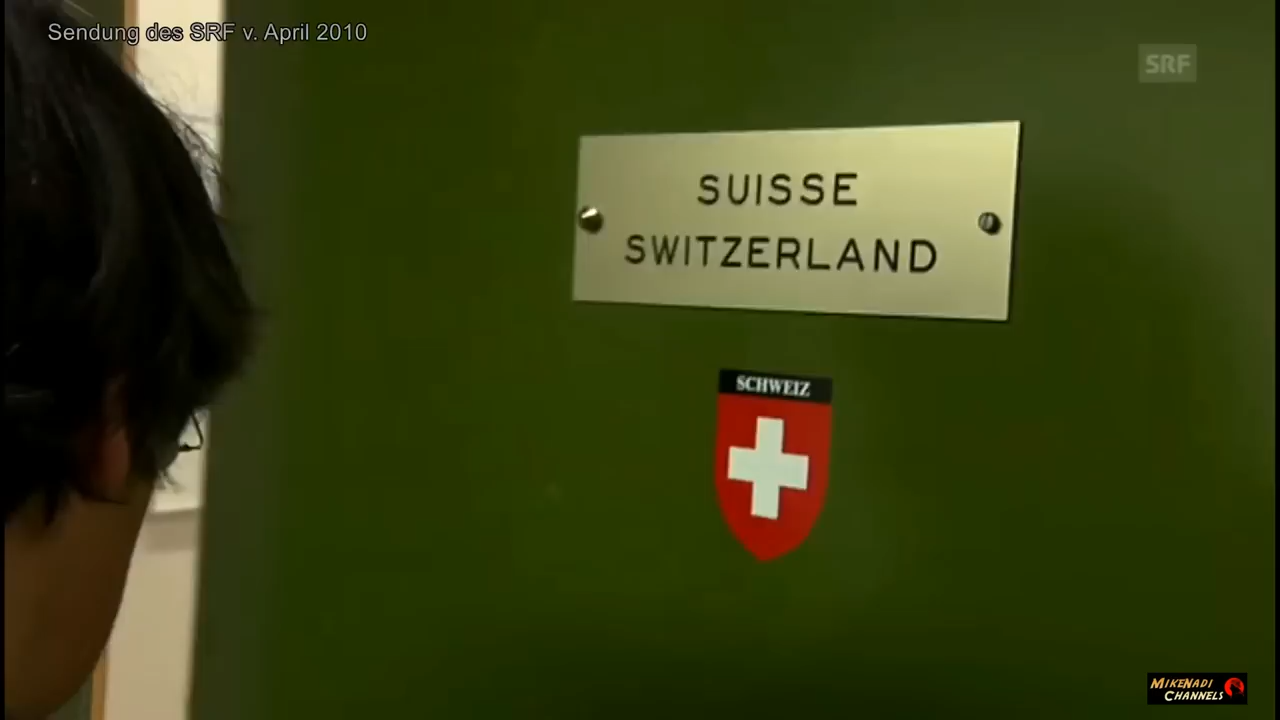 Sendung des SRF v. April 2010
SRF
SUISSE
SWITZERLAND
SCHWEIZ
MIKENADI
CHANNELS